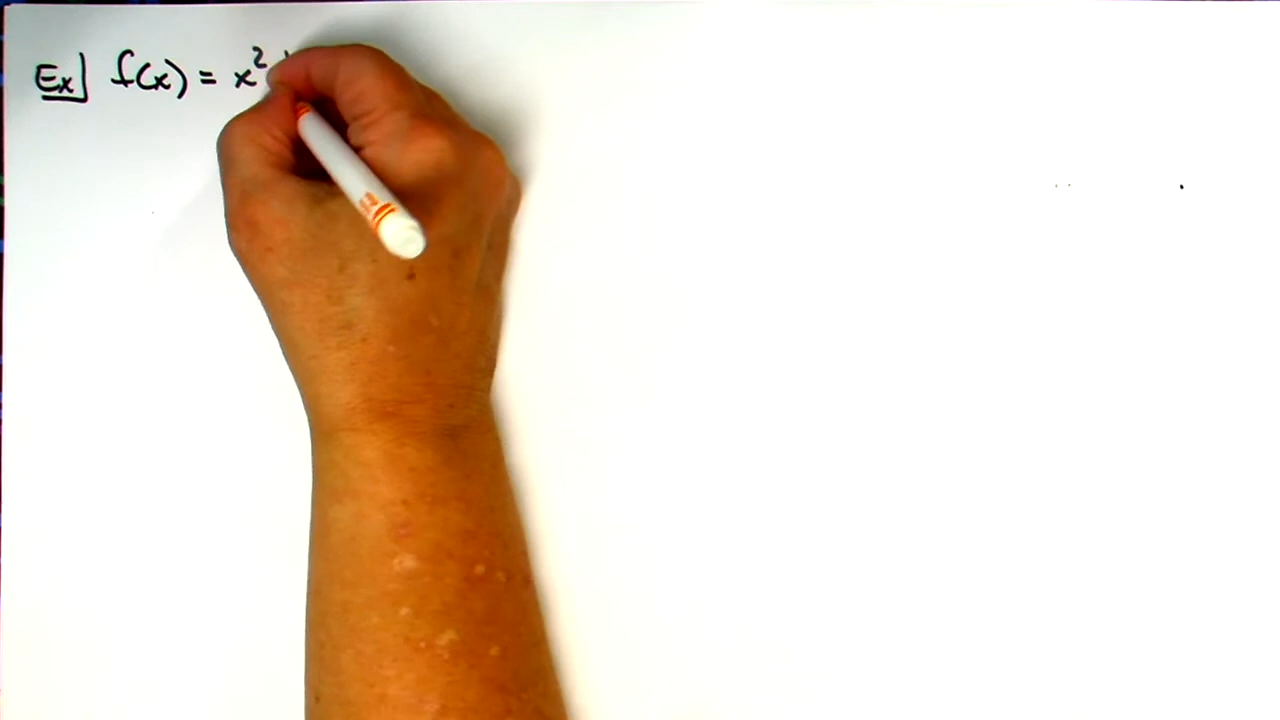 Ex f(x) = x²